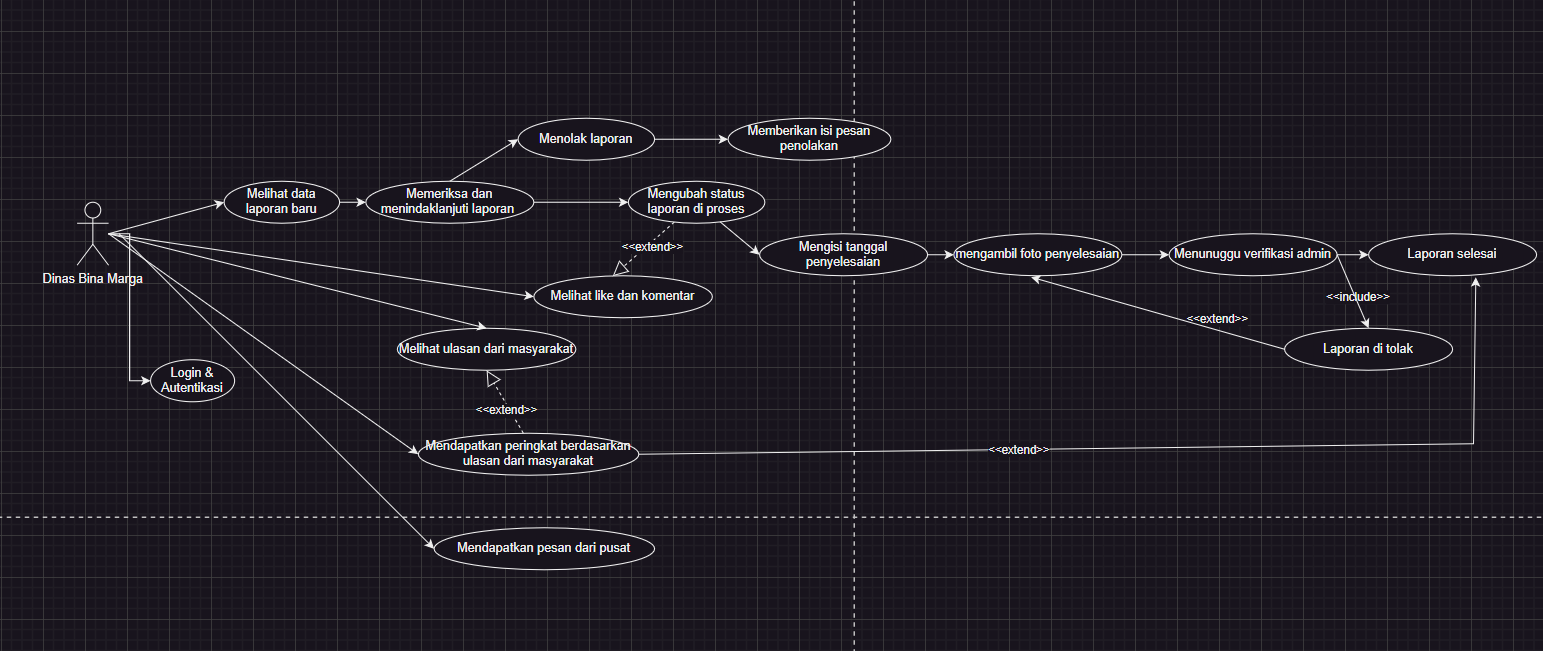 Memberikan isi pesan
penolakan
Menolak laporan
Melihat data
laporan baru
Memeriksa dan
menindaklanjuti laporan
Mengubah status
laporan di proses
<<extend>>
Mengisi tanggal
penyelesaian
mengambil foto penyelesaian
Menunuggu verifikasi admin
Laporan selesai
Dinas Bina Marga
Melihat like dan komentar
<<include>>
<<extend>>
Melihat ulasan dari masyarakat
Laporan di tolak
Login &
Autentikasi
<<extend>>
Mendapatkan peringkat berdasarkan
ulasan dari masyarakat
<<extend>>
Mendapatkan pesan dari pusat